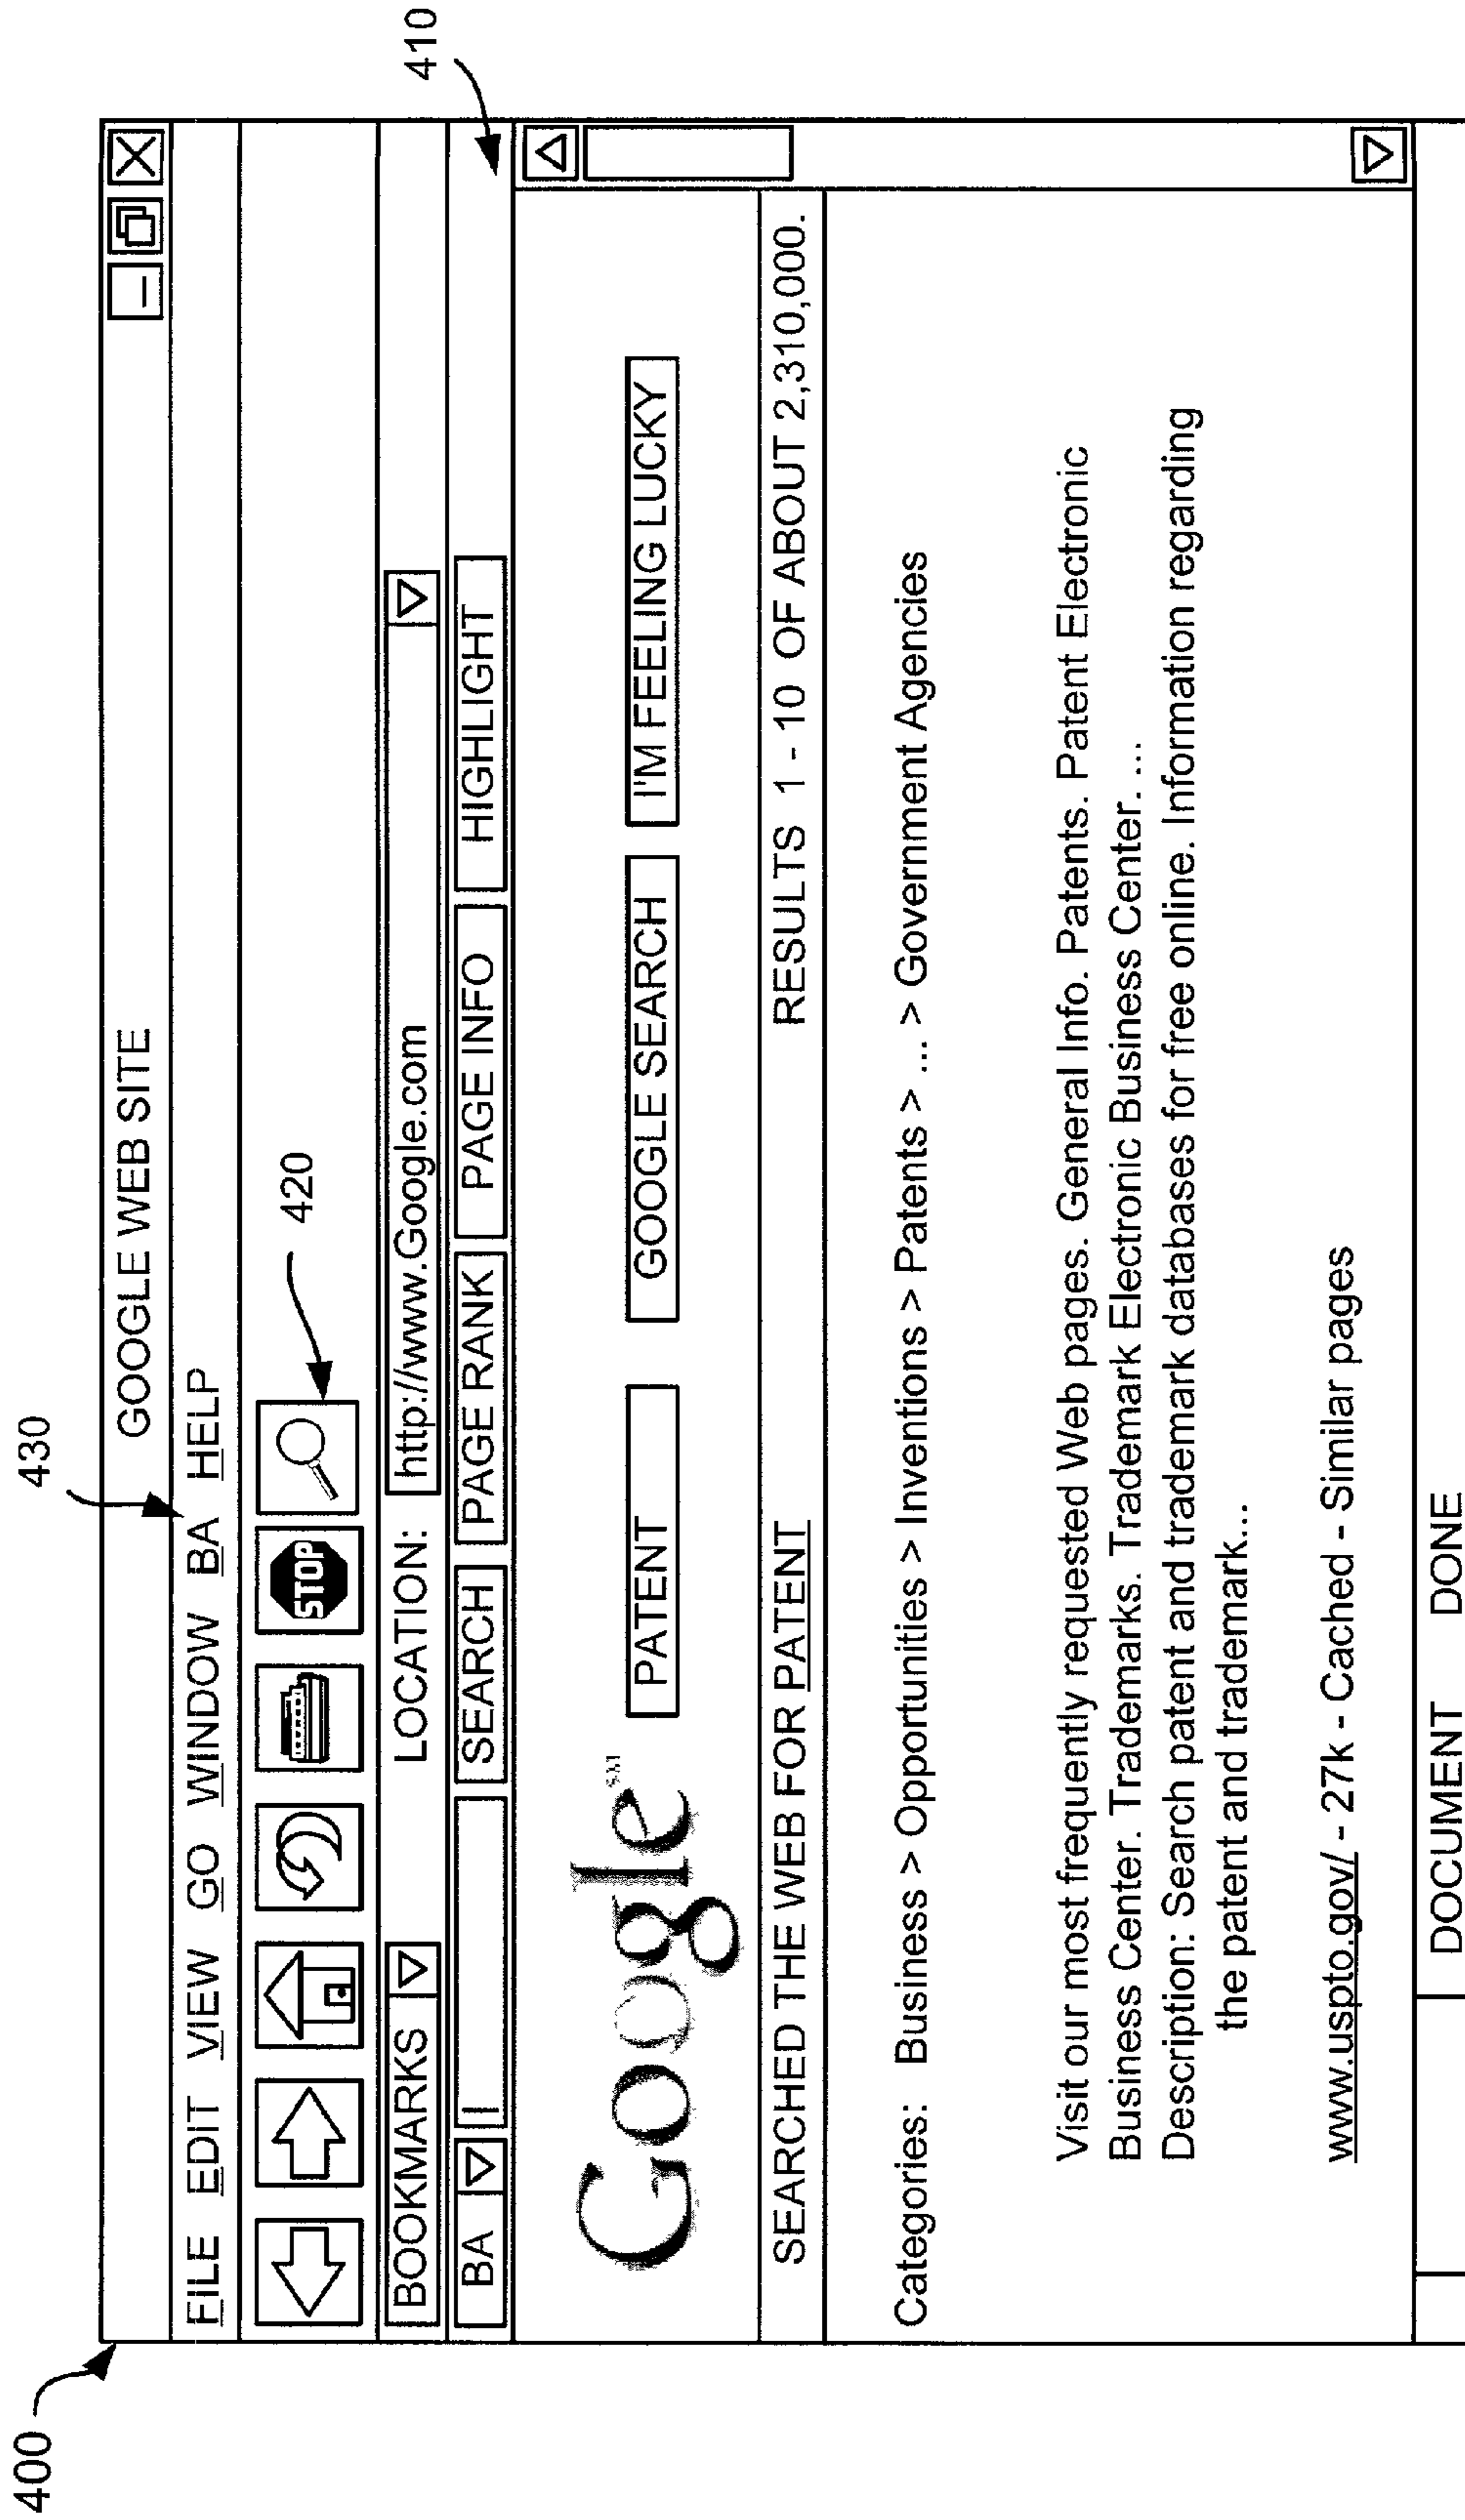 400
430
GOOGLE WEB SITE
FILE EDIT VIEW GO WINDOW BA HELP
STOP
420
BOOKMARKS LOCATION: http://www.Google.com
410
BA SEARCH PAGE RANK PAGE INFO HIGHLIGHT
Google SM PATENT GOOGLE SEARCH I'M FEELING LUCKY
SEARCHED THE WEB FOR PATENT RESULTS 1 - 10 OF ABOUT 2,310,000.
Categories: Business > Opportunities > Inventions > Patents > ... > Government Agencies
Visit our most frequently requested Web pages. General Info. Patents. Patent Electronic
Business Center. Trademarks. Trademark Electronic Business Center. ...
Description: Search patent and trademark databases for free online. Information regarding
the patent and trademark...
www.uspto.gov/ - 27k - Cached - Similar pages
DOCUMENT DONE